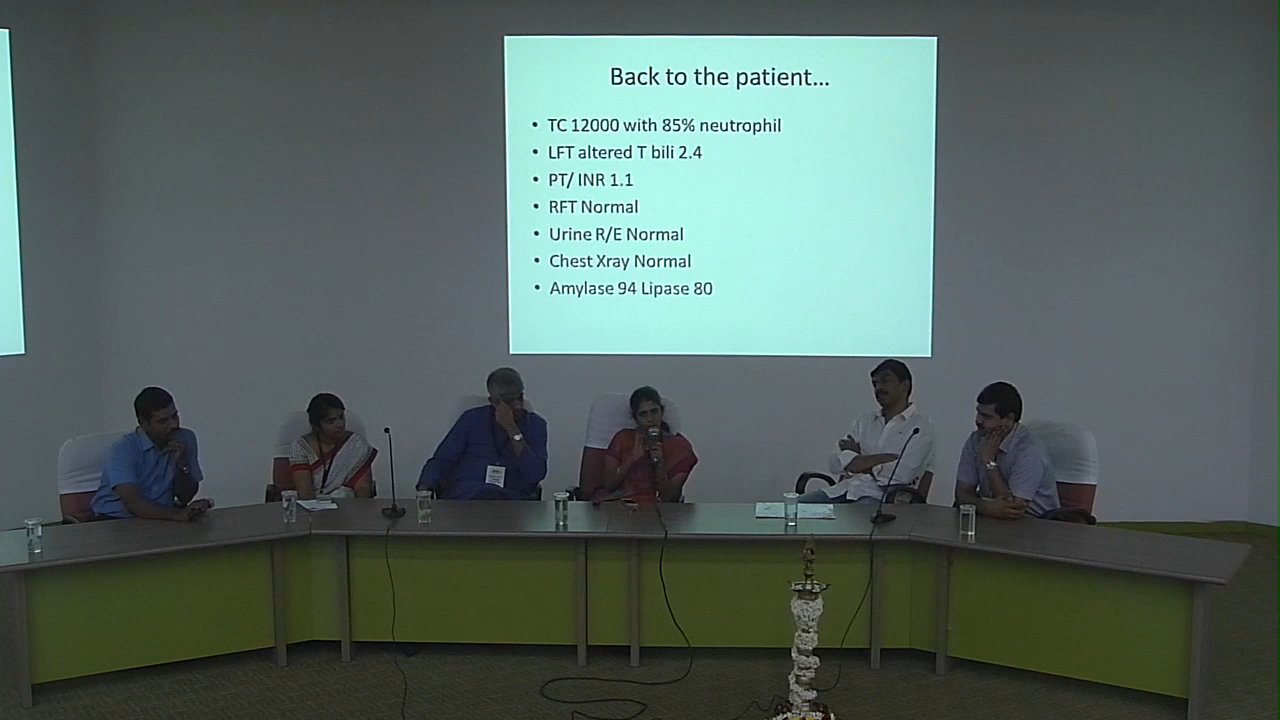 Back to the patient...
• TC 12000 with 85% neutrophil
• LFT altered T bili 2.4
• PT/ INR 1.1
• RFT Normal
• Urine R/E Normal
• Chest Xray Normal
• Amylase 94 Lipase 80